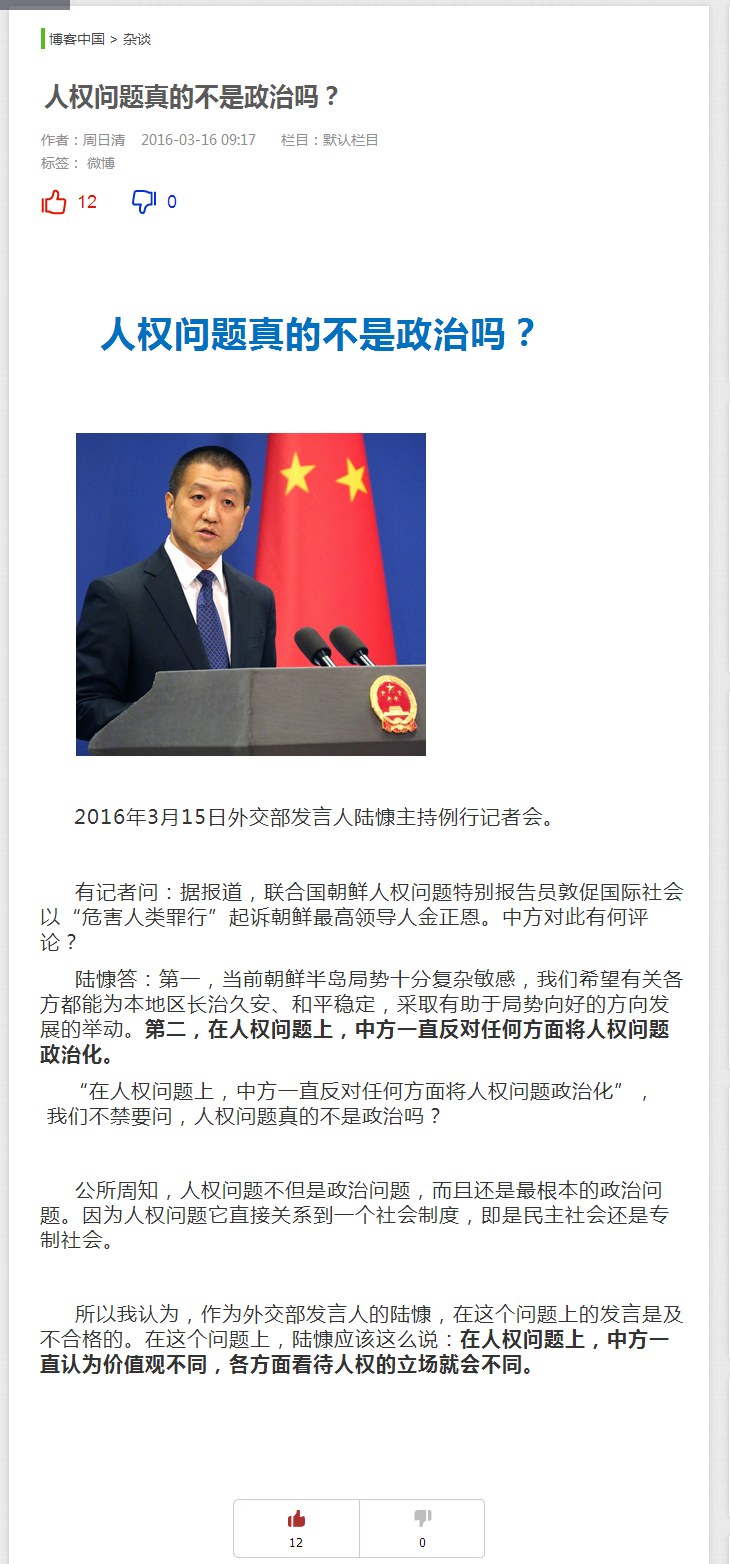 博客中国 > 杂谈
人权问题真的不是政治吗？
作者：周日清 2016-03-16 09:17 栏目：默认栏目
标签： 微博
12 0
人权问题真的不是政治吗？
2016年3月15日外交部发言人陆慷主持例行记者会。
有记者问：据报道，联合国朝鲜人权问题特别报告员敦促国际社会
以“危害人类罪行”起诉朝鲜最高领导人金正恩。中方对此有何评
论？
陆慷答：第一，当前朝鲜半岛局势十分复杂敏感，我们希望有关各
方都能为本地区长治久安、和平稳定，采取有助于局势向好的方向发
展的举动。第二，在人权问题上，中方一直反对任何方面将人权问题
政治化。
“在人权问题上，中方一直反对任何方面将人权问题政治化”，
我们不禁要问，人权问题真的不是政治吗？
公所周知，人权问题不但是政治问题，而且还是最根本的政治问
题。因为人权问题它直接关系到一个社会制度，即是民主社会还是专
制社会。
所以我认为，作为外交部发言人的陆慷，在这个问题上的发言是及
不合格的。在这个问题上，陆慷应该这么说：在人权问题上，中方一
直认为价值观不同，各方面看待人权的立场就会不同。
12 0